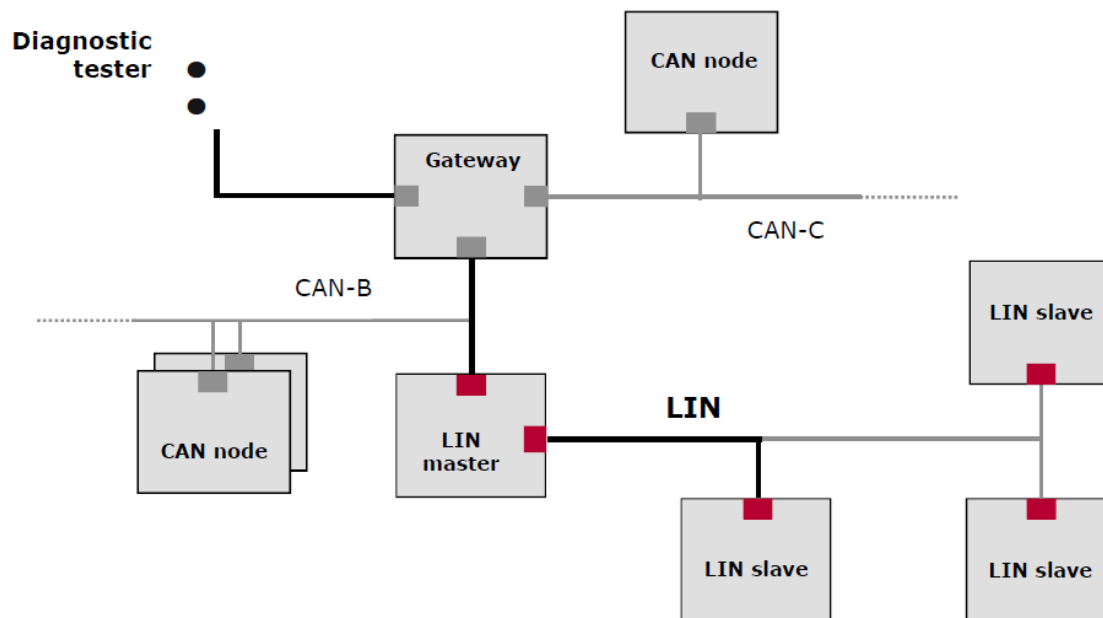 Diagnostic
tester
CAN node
Gateway
CAN-C
CAN-B
LIN slave
CAN node
LIN
master
LIN
LIN slave
LIN slave